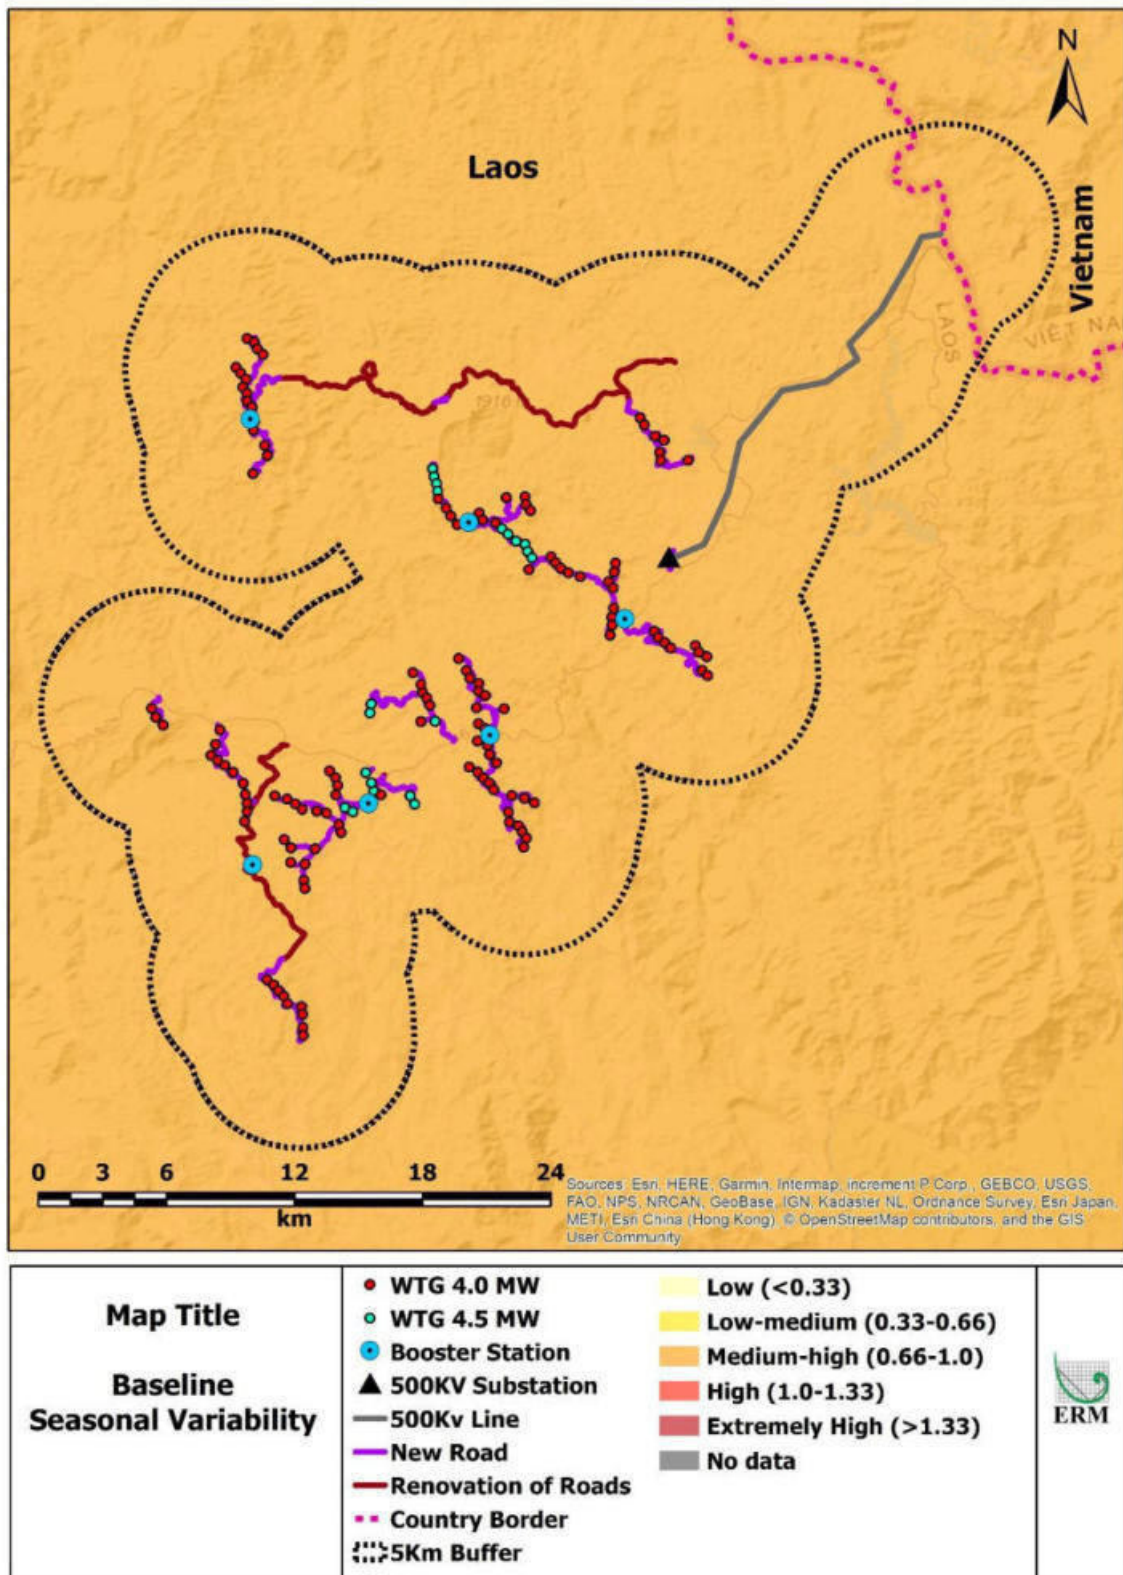 N
Laos
Vietnam
LAOS
VIÊT NA
1916
0 3 6 12 18 24
km
Sources: Esri, HERE, Garmin, Intermap, increment P Corp., GEBCO, USGS,
FAO, NPS, NRCAN, GeoBase, IGN, Kadaster NL, Ordnance Survey, Esri Japan,
METI, Esri China (Hong Kong), © OpenStreetMap contributors, and the GIS
User Community
Map Title
Baseline
Seasonal Variability
WTG 4.0 MW
WTG 4.5 MW
Booster Station
500KV Substation
500Kv Line
New Road
Renovation of Roads
Country Border
5Km Buffer
Low (<0.33)
Low-medium (0.33-0.66)
Medium-high (0.66-1.0)
High (1.0-1.33)
Extremely High (>1.33)
No data
ERM